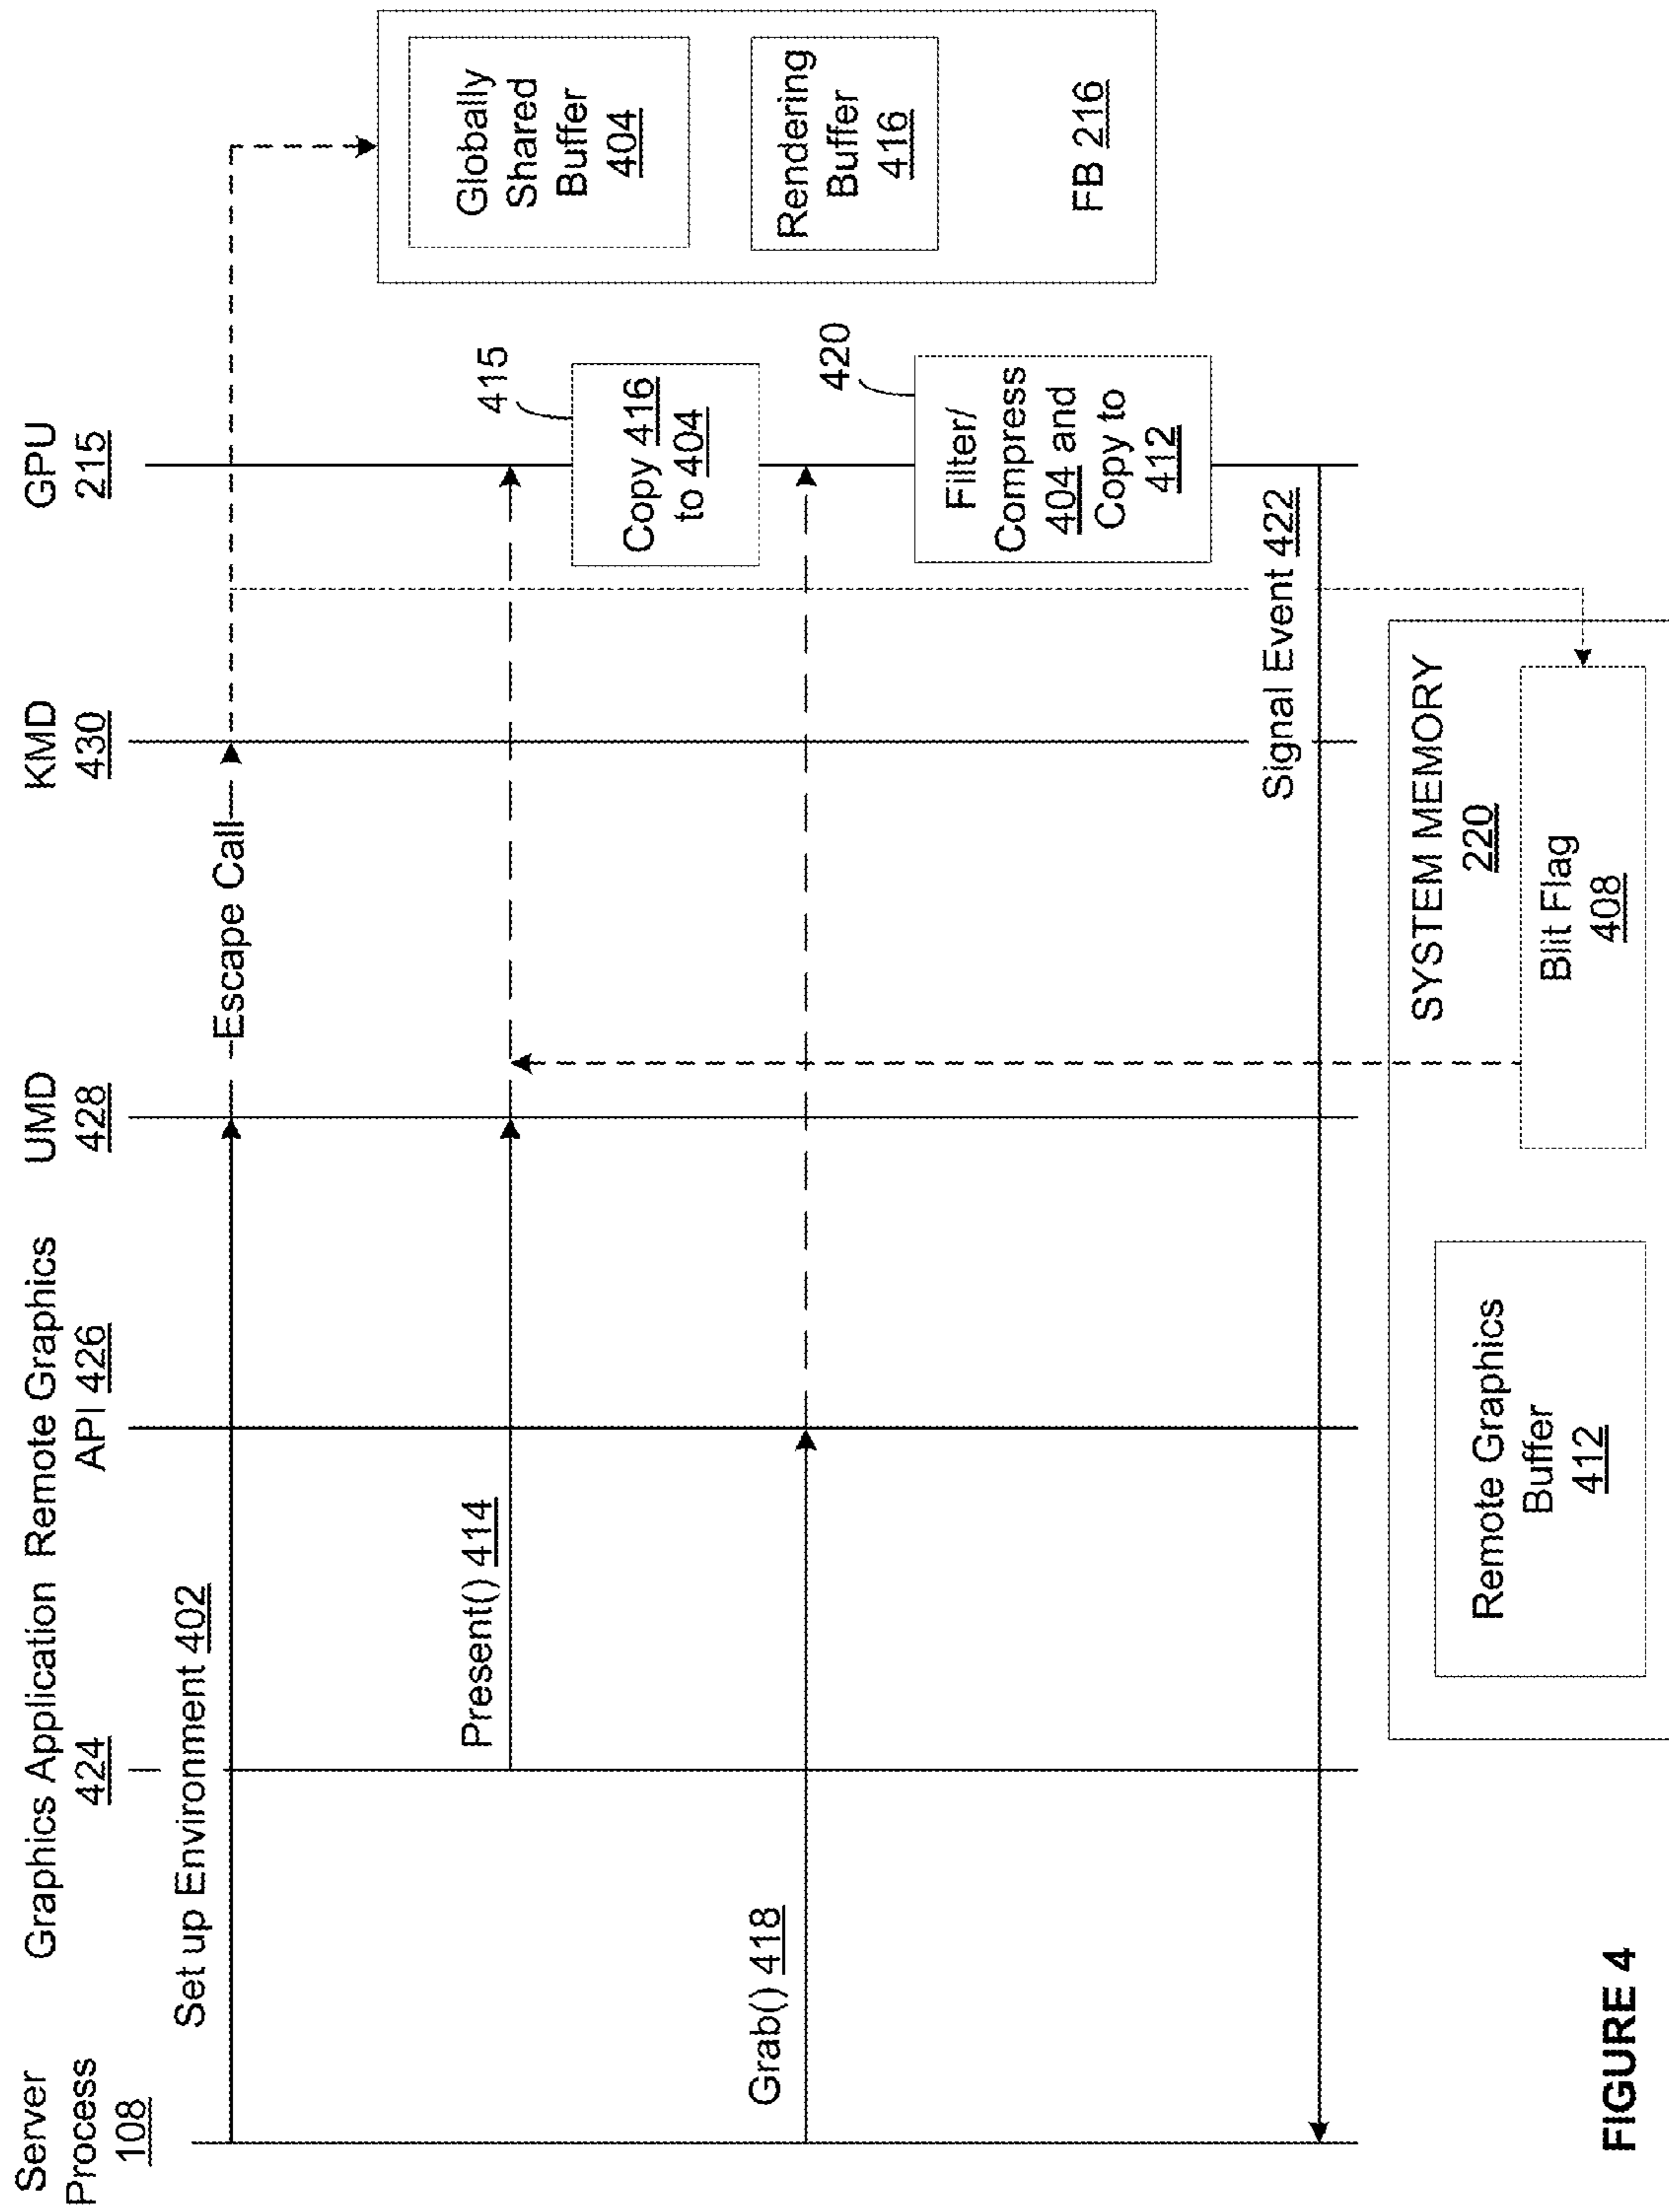 Server
Process
108
Graphics Application
424
Remote Graphics
API 426
UMD
428
KMD
430
GPU
215
Set up Environment 402
Escape Call
Globally
Shared
Buffer
404
Rendering
Buffer
416
FB 216
Present() 414
415
Copy 416
to 404
Grab() 418
420
Filter/
Compress
404 and
Copy to
412
Signal Event 422
SYSTEM MEMORY
220
Remote Graphics
Buffer
412
Blit Flag
408
FIGURE 4